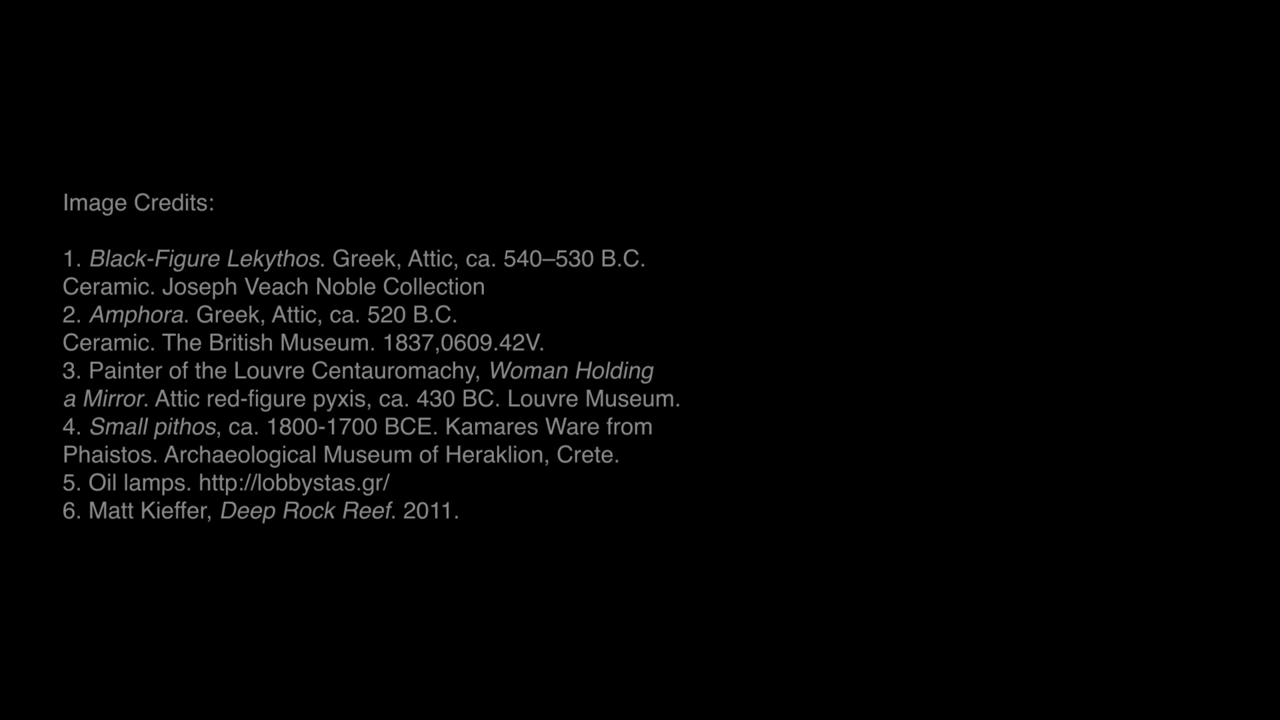 Image Credits:
1. Black-Figure Lekythos. Greek, Attic, ca. 540–530 B.C.
Ceramic. Joseph Veach Noble Collection
2. Amphora. Greek, Attic, ca. 520 B.C.
Ceramic. The British Museum. 1837,0609.42V.
3. Painter of the Louvre Centauromachy, Woman Holding
a Mirror. Attic red-figure pyxis, ca. 430 BC. Louvre Museum.
4. Small pithos, ca. 1800-1700 BCE. Kamares Ware from
Phaistos. Archaeological Museum of Heraklion, Crete.
5. Oil lamps. http://lobbystas.gr/
6. Matt Kieffer, Deep Rock Reef. 2011.